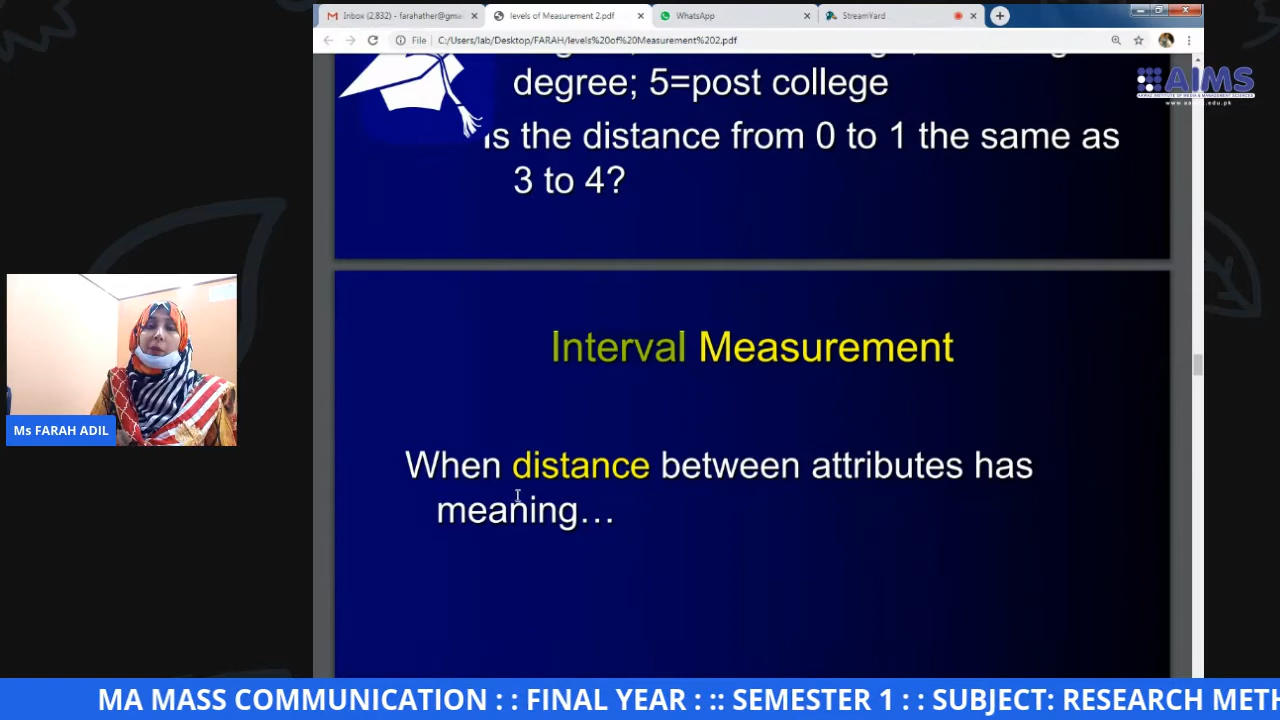 Inbox (2,832) - farahather@gma
levels of Measurement 2.pdf
WhatsApp
StreamYard
File
C:/Users/lab/Desktop/FARAH/levels%20of%20Measurement%202.pdf
degree; 5=post college
Is the distance from 0 to 1 the same as
3 to 4?
AIMS
Interval Measurement
When distance between attributes has
meaning…
Ms FARAH ADIL
MA MASS COMMUNICATION : : FINAL YEAR : :: SEMESTER 1 : : SUBJECT: RESEARCH METH